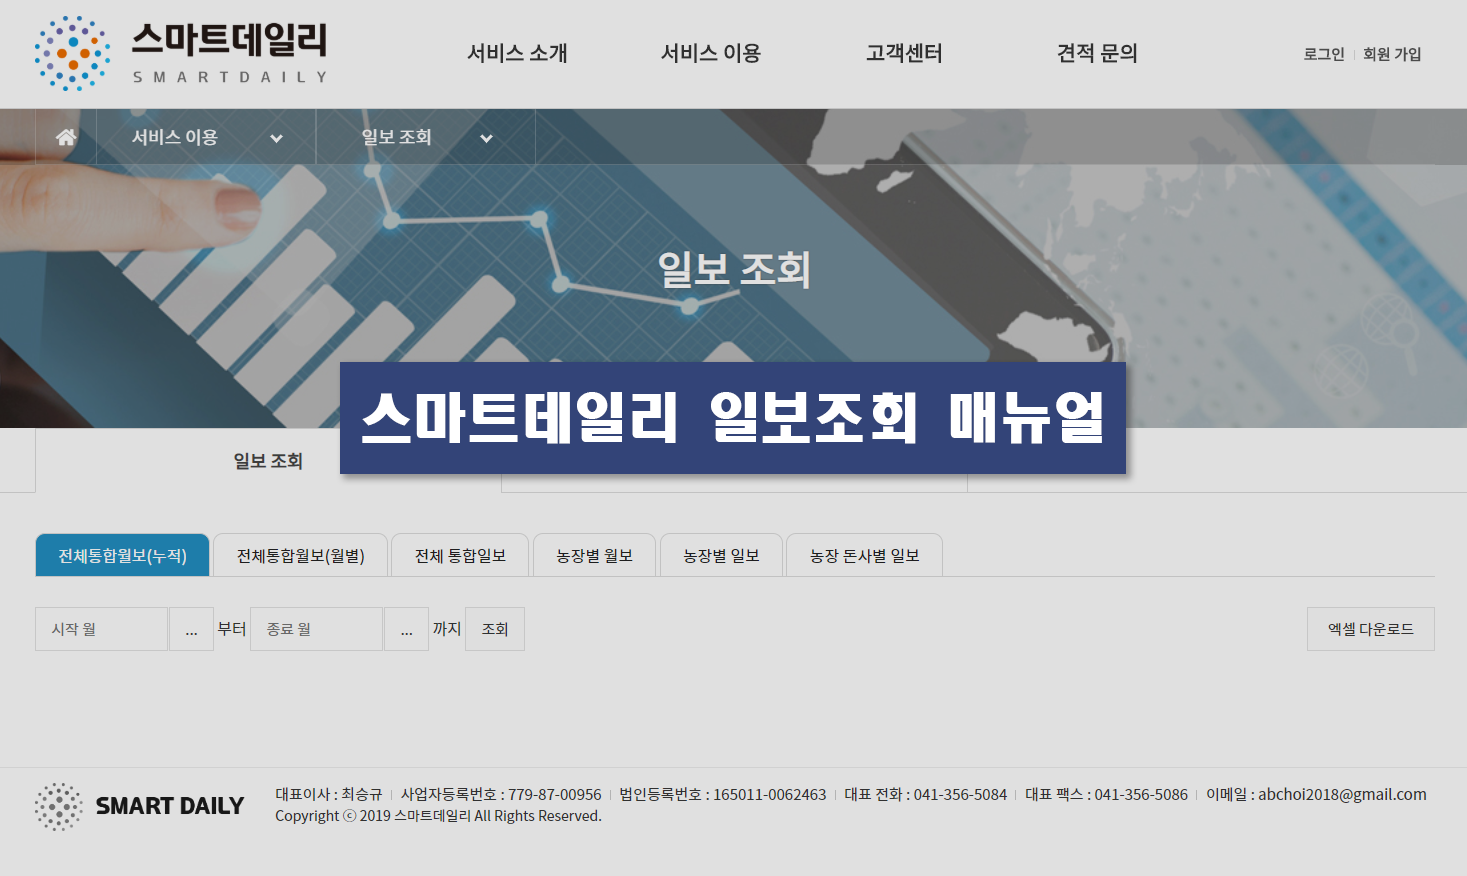 스마트데일리
SMARTDAILY
서비스 소개
서비스 이용
고객센터
견적 문의
로그인
회원 가입
서비스 이용
일보 조회
일보 조회
스마트데일리 일보조회 매뉴얼
일보 조회
전체통합월보(누적)
전체통합월보(월별)
전체 통합일보
농장별 월보
농장별 일보
농장 돈사별 일보
시작 월
...
부터
종료 월
...
까지
조회
엑셀 다운로드
SMART DAILY
대표이사 : 최승규 | 사업자등록번호 : 779-87-00956 | 법인등록번호 : 165011-0062463 | 대표 전화 : 041-356-5084 | 대표 팩스 : 041-356-5086 | 이메일 : abchoi2018@gmail.com
Copyright ⓒ 2019 스마트데일리 All Rights Reserved.